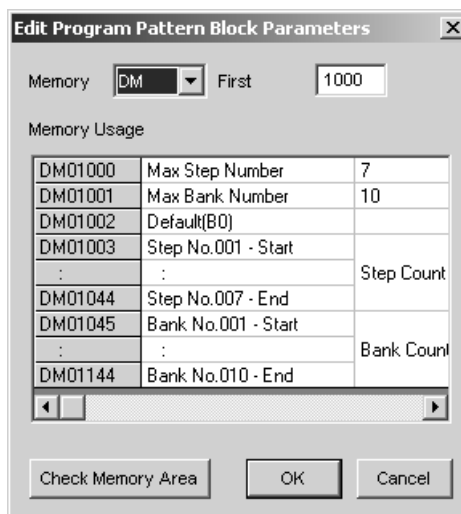 Edit Program Pattern Block Parameters
Memory DM First 1000
Memory Usage
DM01000 Max Step Number 7
DM01001 Max Bank Number 10
DM01002 Default(B0)
DM01003 Step No.001 - Start
: : Step Count
DM01044 Step No.007 - End
DM01045 Bank No.001 - Start
: : Bank Count
DM01144 Bank No.010 - End
Check Memory Area OK Cancel